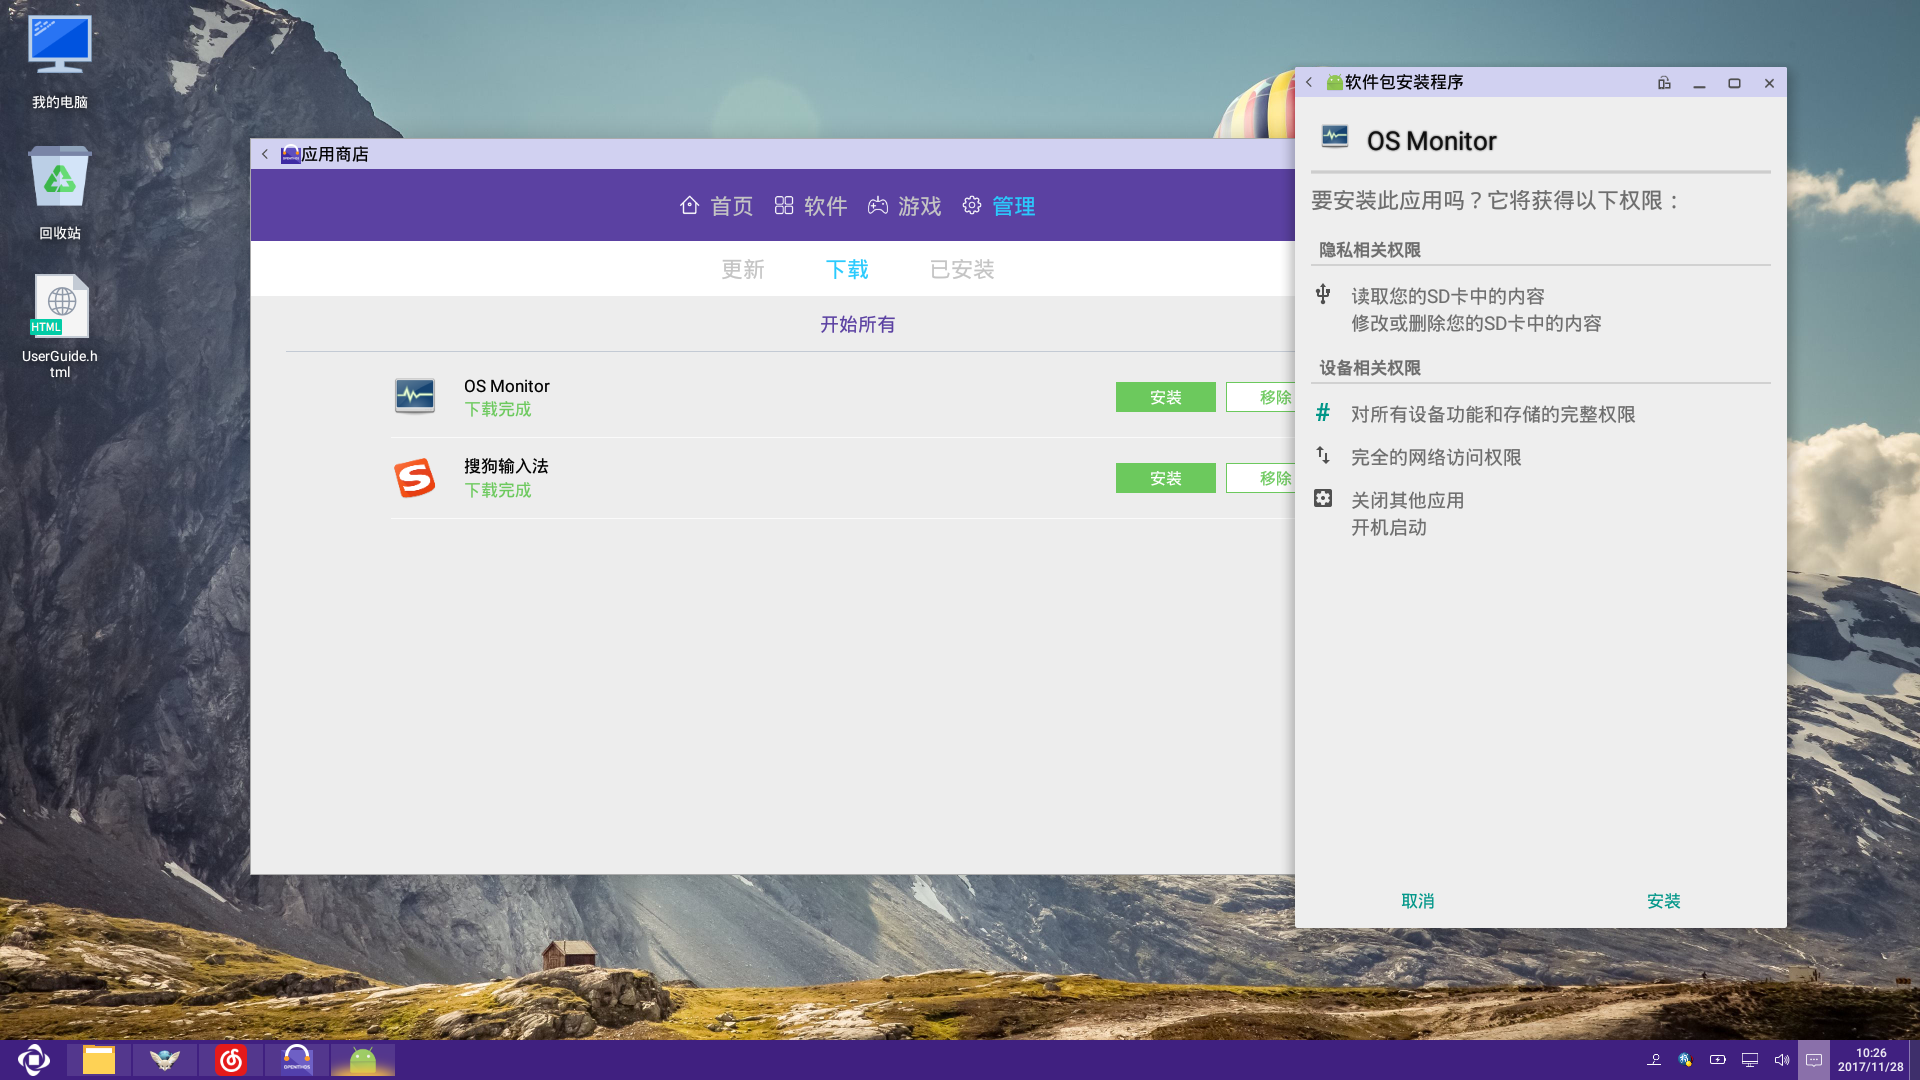 我的电脑
回收站
HTML
UserGuide.h
tml
应用商店
首页 软件 游戏 管理
更新 下载 已安装
开始所有
OS Monitor
下载完成
安装 移除
搜狗输入法
下载完成
安装 移除
软件包安装程序
OS Monitor
要安装此应用吗？它将获得以下权限：
隐私相关权限
读取您的SD卡中的内容
修改或删除您的SD卡中的内容
设备相关权限
# 对所有设备功能和存储的完整权限
完全的网络访问权限
关闭其他应用
开机启动
取消 安装
OPENTHOS
10:26
2017/11/28